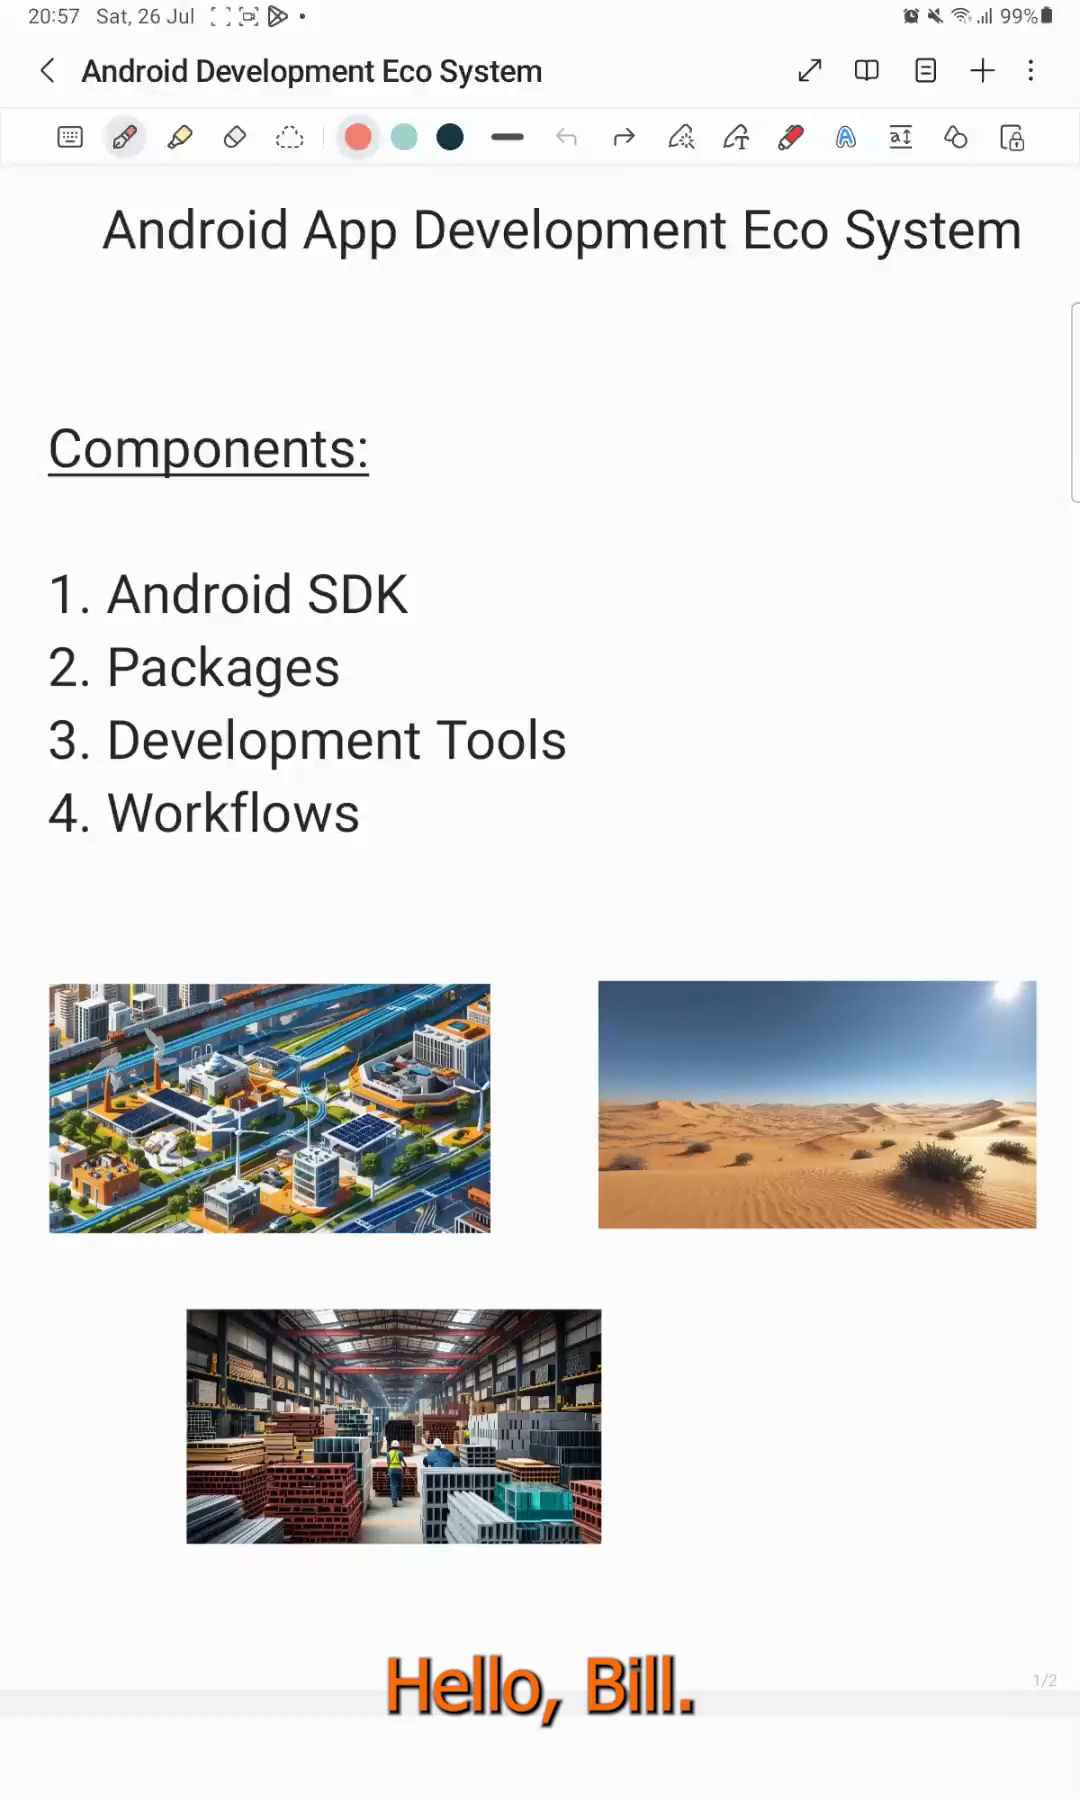 20:57 Sat, 26 Jul 99%
Android Development Eco System
Android App Development Eco System
Components:
1. Android SDK
2. Packages
3. Development Tools
4. Workflows
Hello, Bill.
1/2